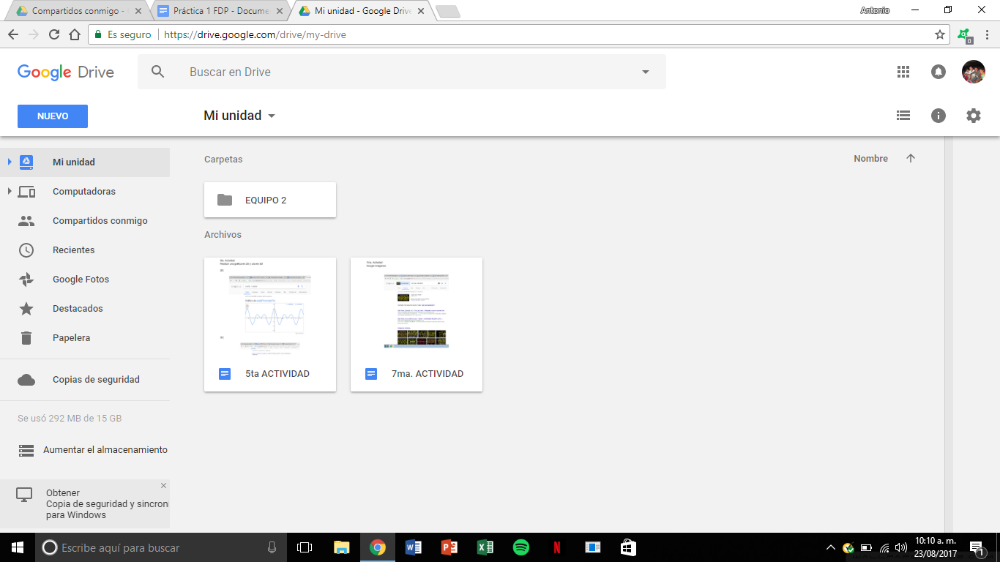 Compartidos conmigo -
Práctica 1 FDP - Docume
Mi unidad - Google Drive
Antonio
Es seguro
https://drive.google.com/drive/my-drive
0
Google Drive
Buscar en Drive
NUEVO
Mi unidad
Mi unidad
Computadoras
Compartidos conmigo
Recientes
Google Fotos
Destacados
Papelera
Copias de seguridad
Se usó 292 MB de 15 GB
Aumentar el almacenamiento
Obtener
Copia de seguridad y sincroni
para Windows
Carpetas
Nombre
EQUIPO 2
Archivos
5ta ACTIVIDAD
7ma. ACTIVIDAD
Escribe aquí para buscar
10:10 a. m.
23/08/2017
1